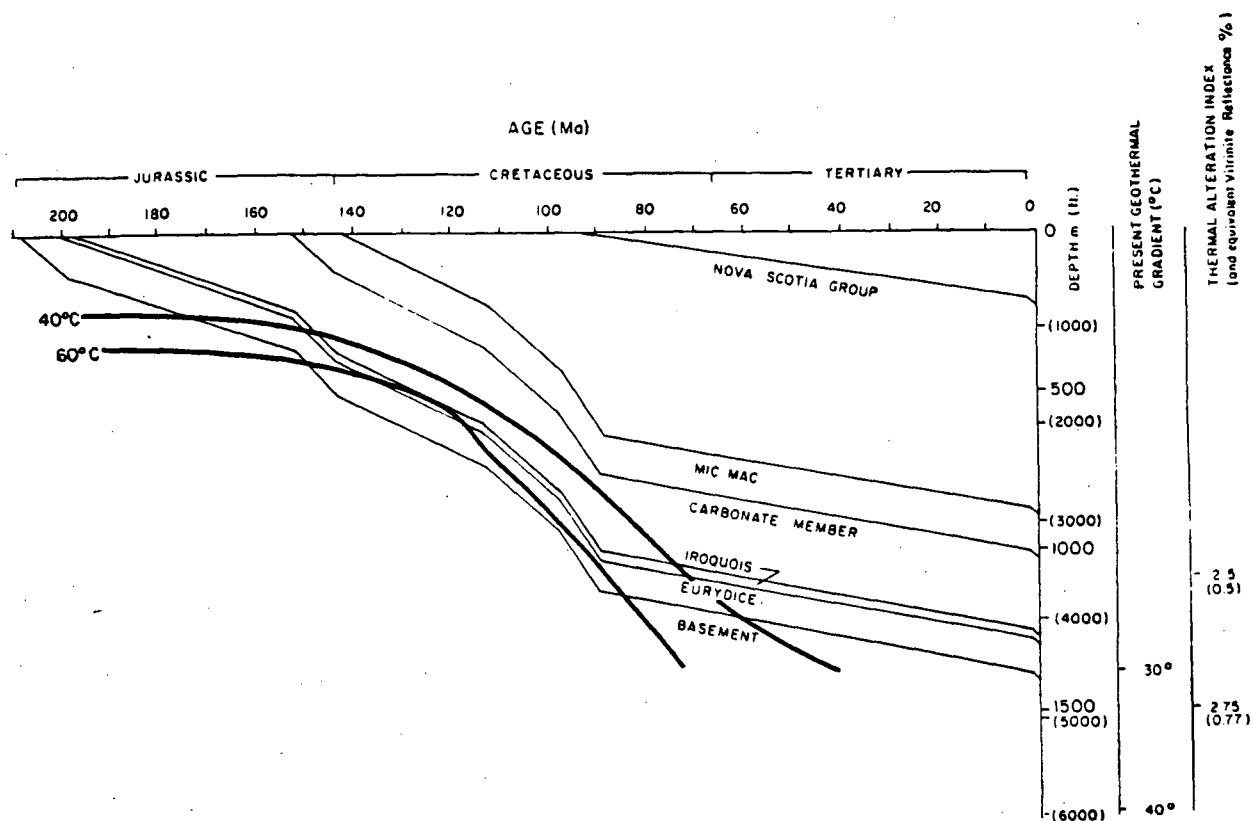 AGE (Ma)
JURASSIC CRETACEOUS TERTIARY
200 180 160 140 120 100 80 60 40 20 0
0
DEPTH m (ft.)
PRESENT GEOTHERMAL
GRADIENT (°C)
THERMAL ALTERATION INDEX
(and equivalent Vitrinite Reflectance %)
NOVA SCOTIA GROUP
40°C
60°C
(1000)
500
(2000)
MIC MAC
CARBONATE MEMBER
(3000)
1000
IROQUOIS
EURYDICE
BASEMENT
2.5
(0.5)
(4000)
30°
1500
(5000)
2.75
(0.77)
(6000)
40°